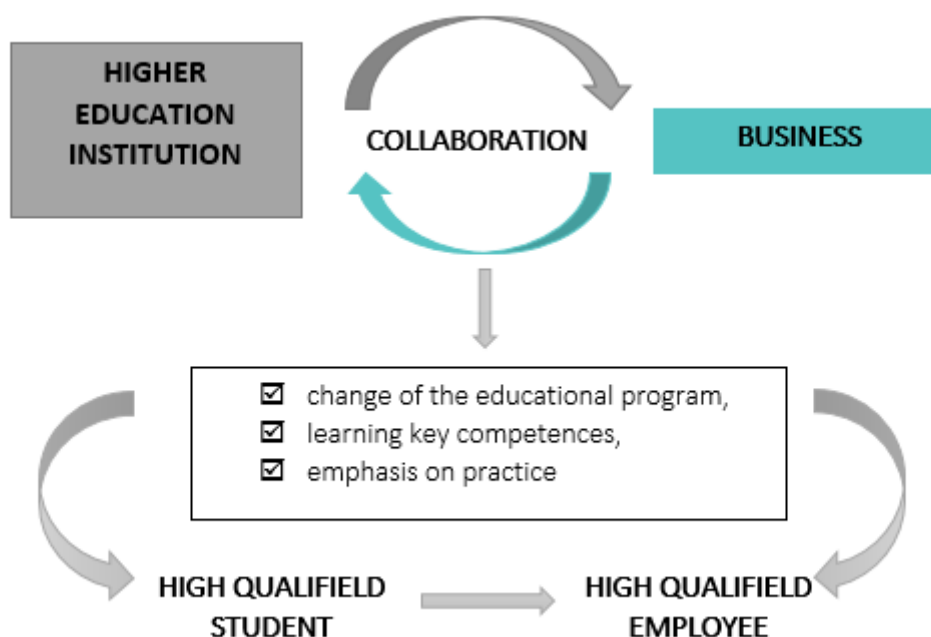 HIGHER
EDUCATION
INSTITUTION
COLLABORATION
BUSINESS
☑ change of the educational program,
☑ learning key competences,
☑ emphasis on practice
HIGH QUALIFIELD
STUDENT
HIGH QUALIFIELD
EMPLOYEE